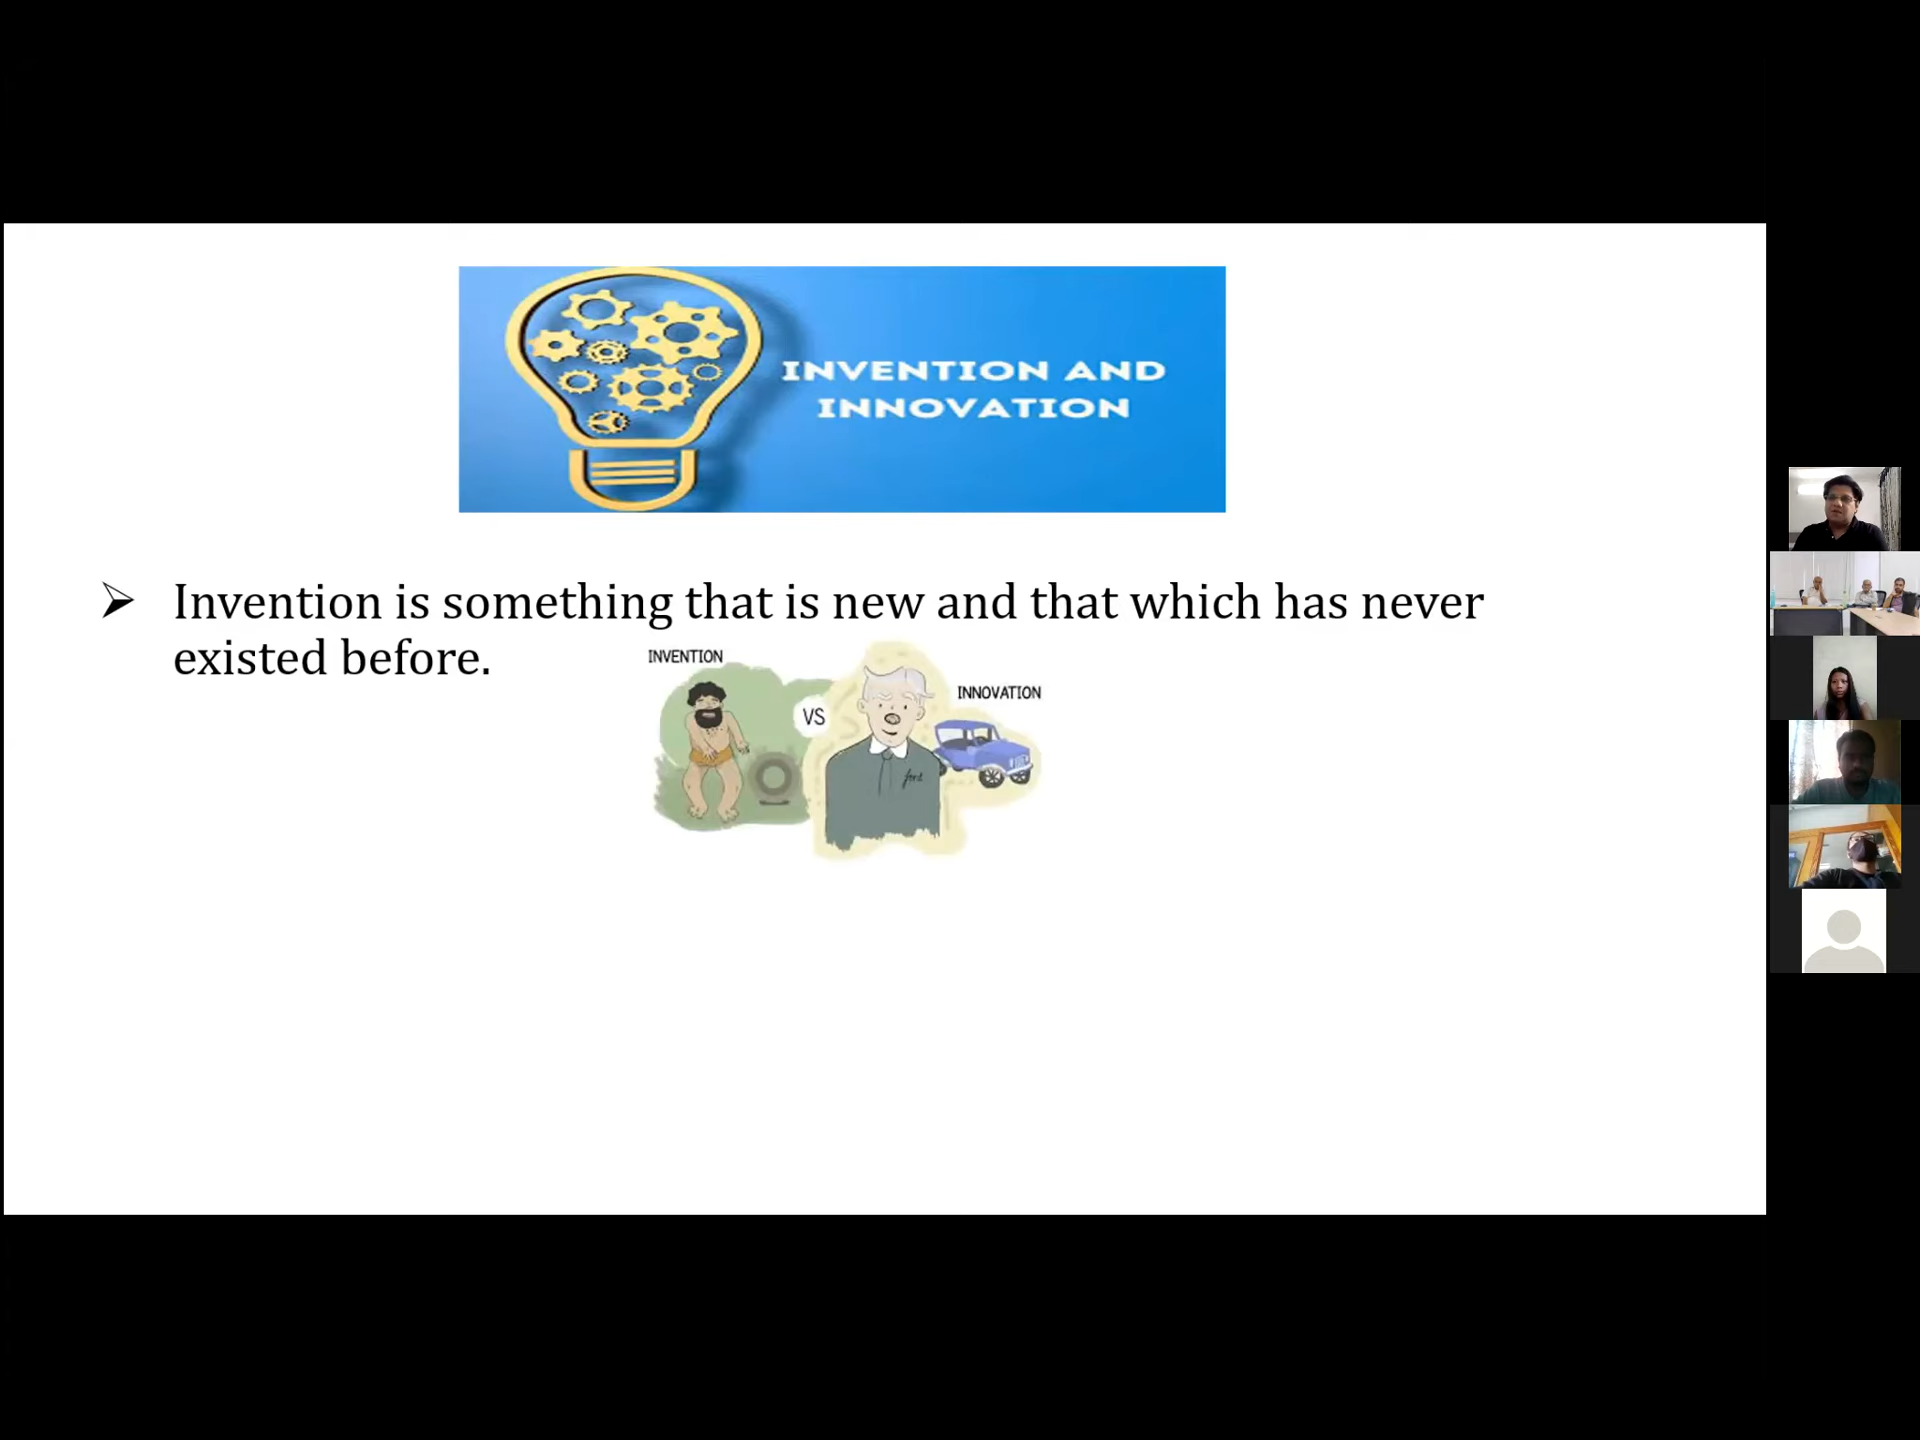 INVENTION AND
INNOVATION
➢ Invention is something that is new and that which has never
existed before.
INVENTION
VS
INNOVATION
ford